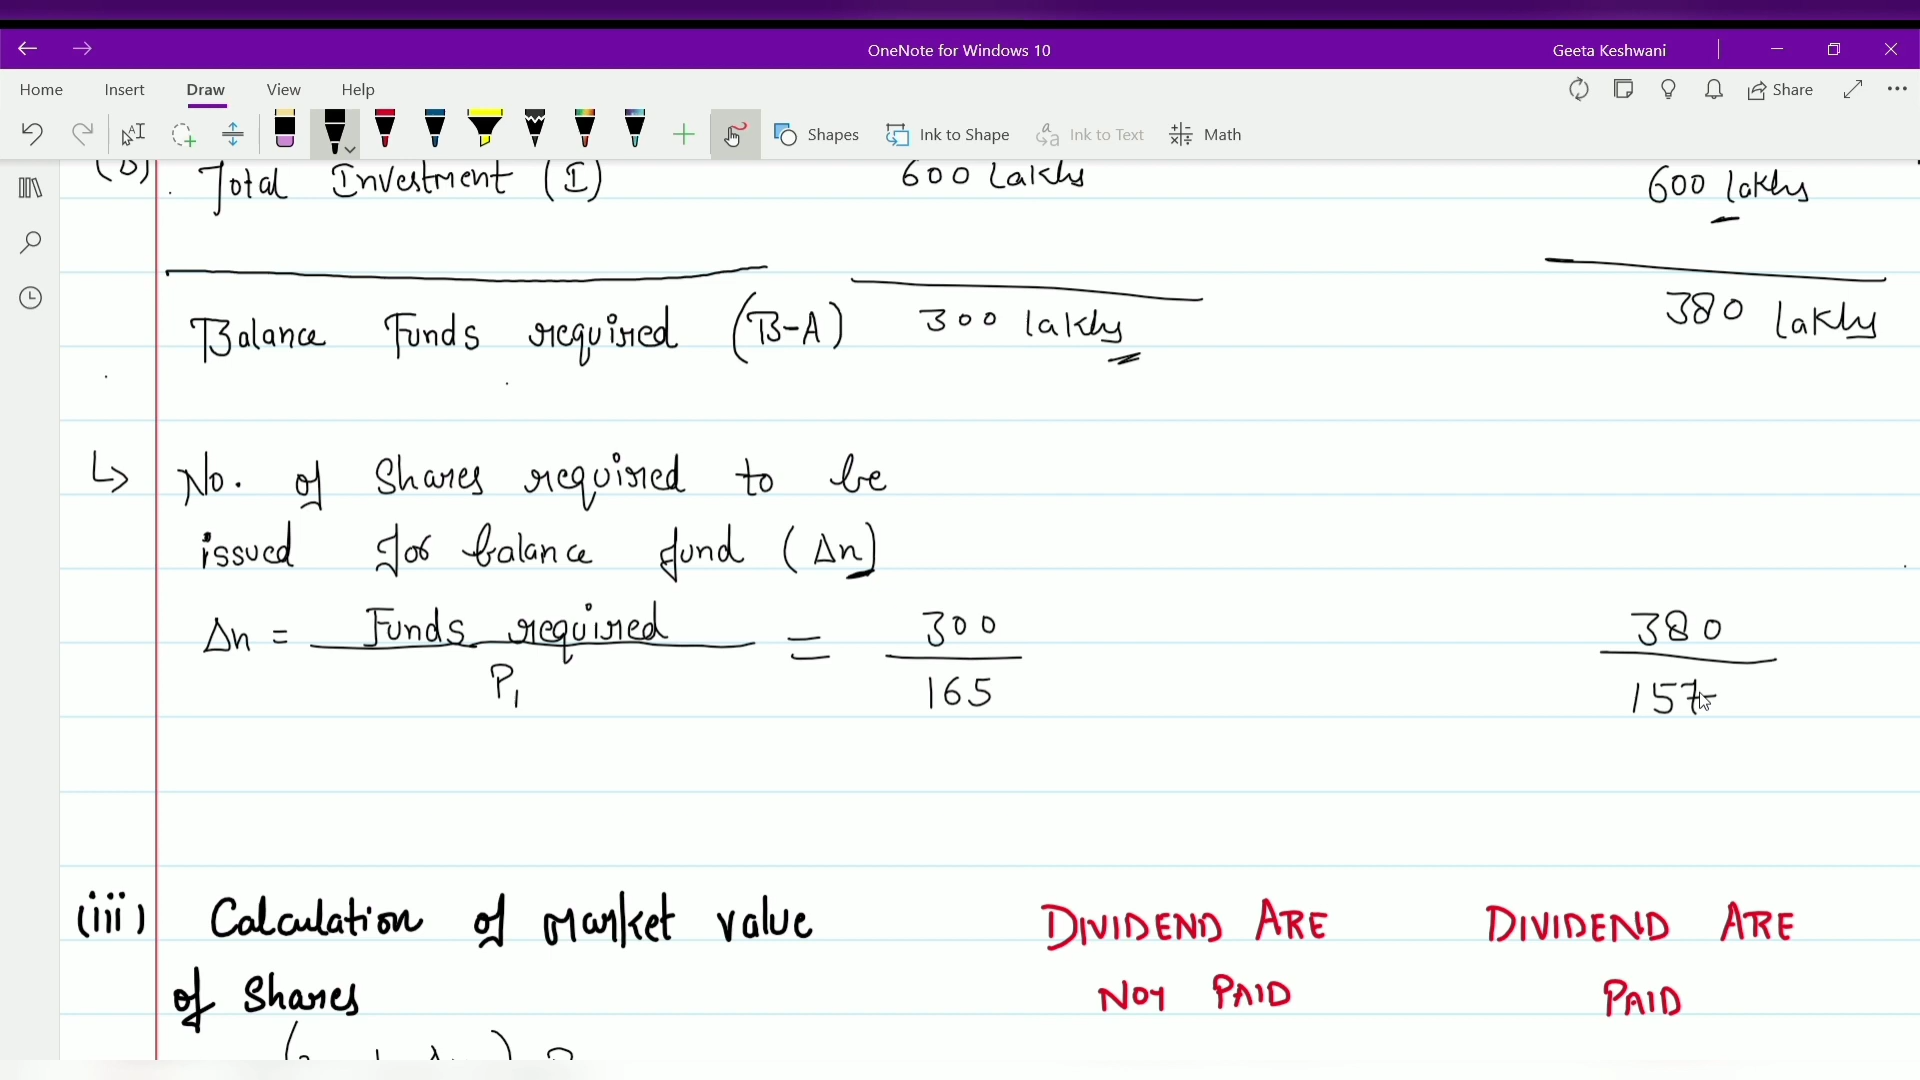 OneNote for Windows 10
Geeta Keshwani
Home Insert Draw View Help
Share
Shapes Ink to Shape Ink to Text Math
(B). Total Investment (I) 600 Lakhs 600 lakhs
Balance Funds required (B-A) 300 lakhs 380 lakhs
↳ No. of Shares required to be
issued for balance fund (Δn)
Δn = Funds required / P₁ = 300 / 165 380 / 157
(iii) Calculation of market value
of Shares
DIVIDEND ARE
NOT PAID
DIVIDEND ARE
PAID